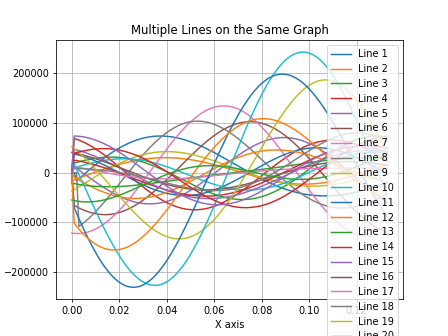 Multiple Lines on the Same Graph
200000
100000
0
−100000
−200000
0.00 0.02 0.04 0.06 0.08 0.10
X axis
Line 1
Line 2
Line 3
Line 4
Line 5
Line 6
Line 7
Line 8
Line 9
Line 10
Line 11
Line 12
Line 13
Line 14
Line 15
Line 16
Line 17
Line 18
Line 19
Line 20